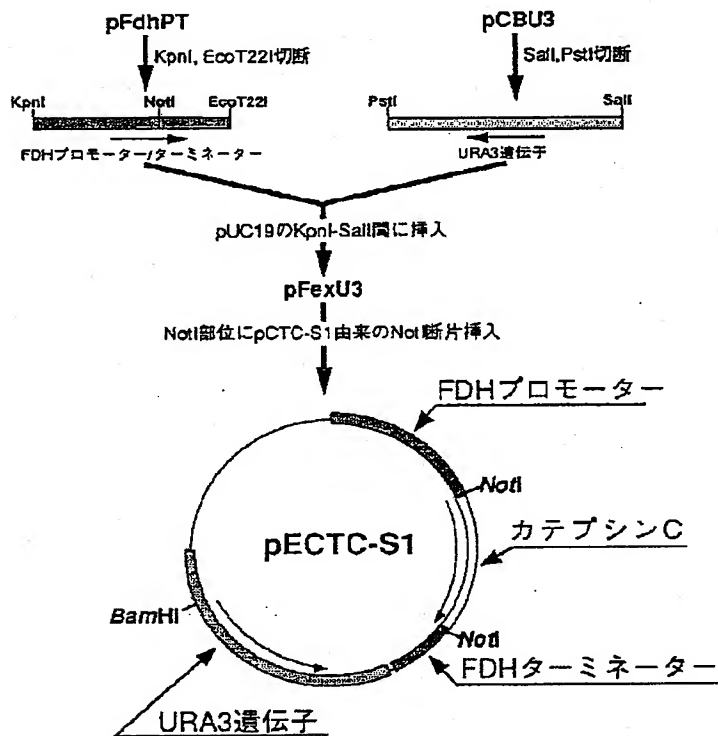 pFdhPT
KpnI, EcoT22I切断
KpnI
NotI
EcoT22I
FDHプロモーター/ターミネーター
pCBU3
SalI,PstI切断
PstI
SalI
URA3遺伝子
pUC19のKpnI-SalI間に挿入
pFexU3
NotI部位にpCTC-S1由来のNotI断片挿入
FDHプロモーター
NotI
カテプシンC
pECTC-S1
BamHI
NotI
FDHターミネーター
URA3遺伝子